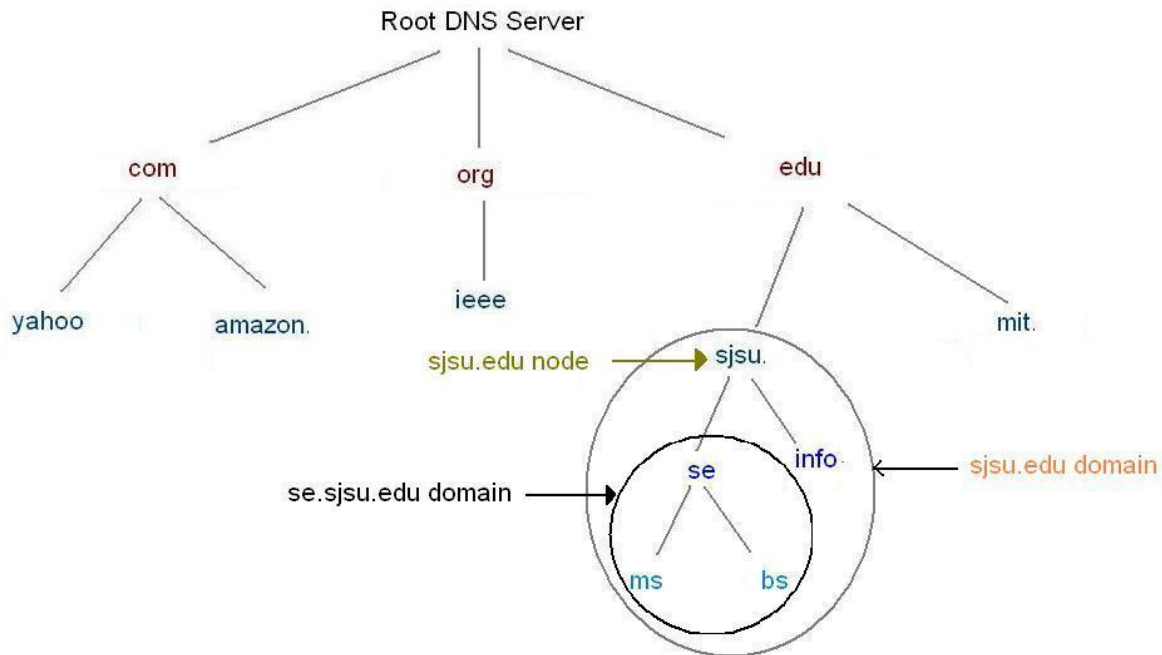 Root DNS Server
com
org
edu
yahoo
amazon.
ieee
mit.
sjsu.edu node
sjsu.
se
info
sjsu.edu domain
se.sjsu.edu domain
ms
bs